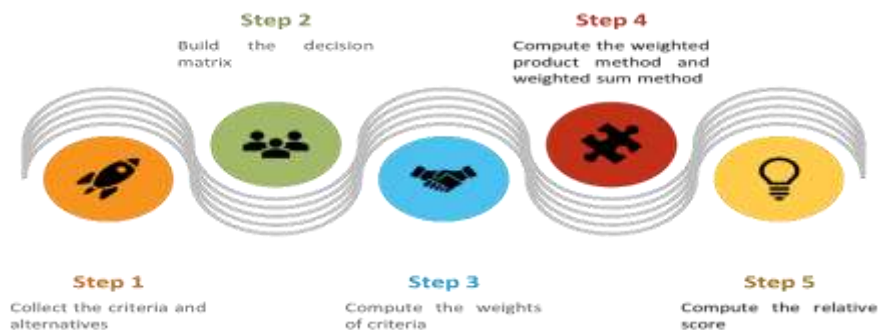 Step 2
Build the decision
matrix
Step 4
Compute the weighted
product method and
weighted sum method
Step 1
Collect the criteria and
alternatives
Step 3
Compute the weights
of criteria
Step 5
Compute the relative
score